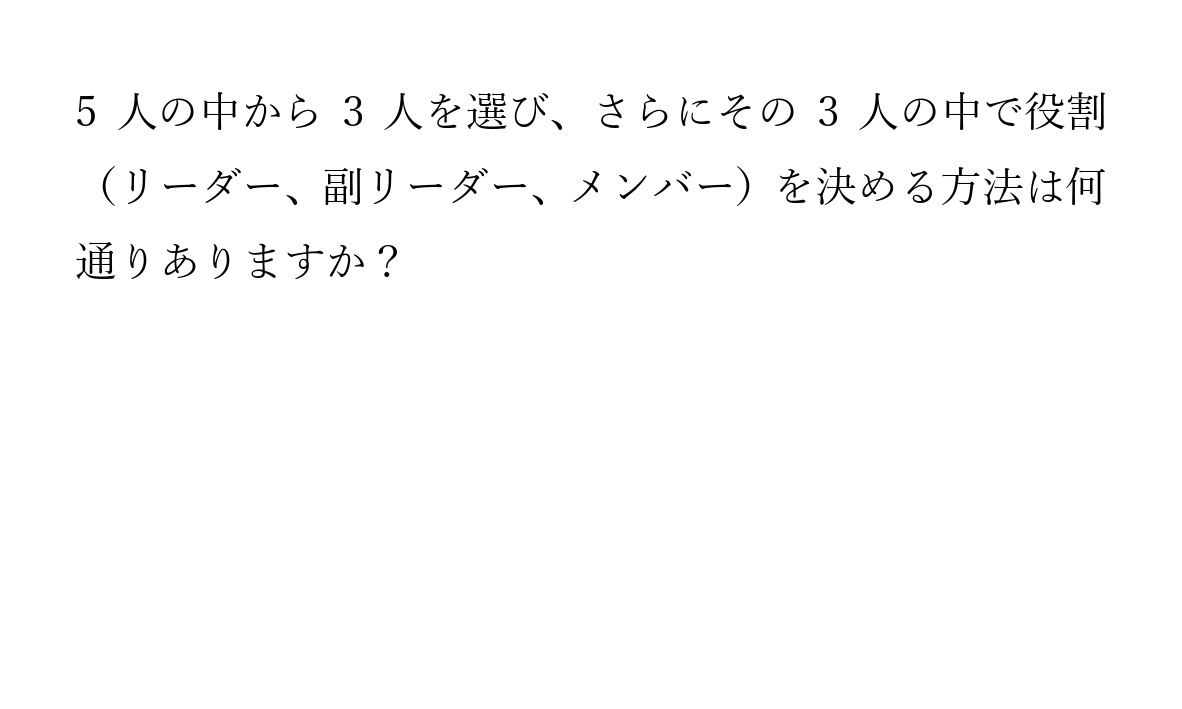 5 人の中から 3 人を選び、さらにその 3 人の中で役割
（リーダー、副リーダー、メンバー）を決める方法は何
通りありますか？